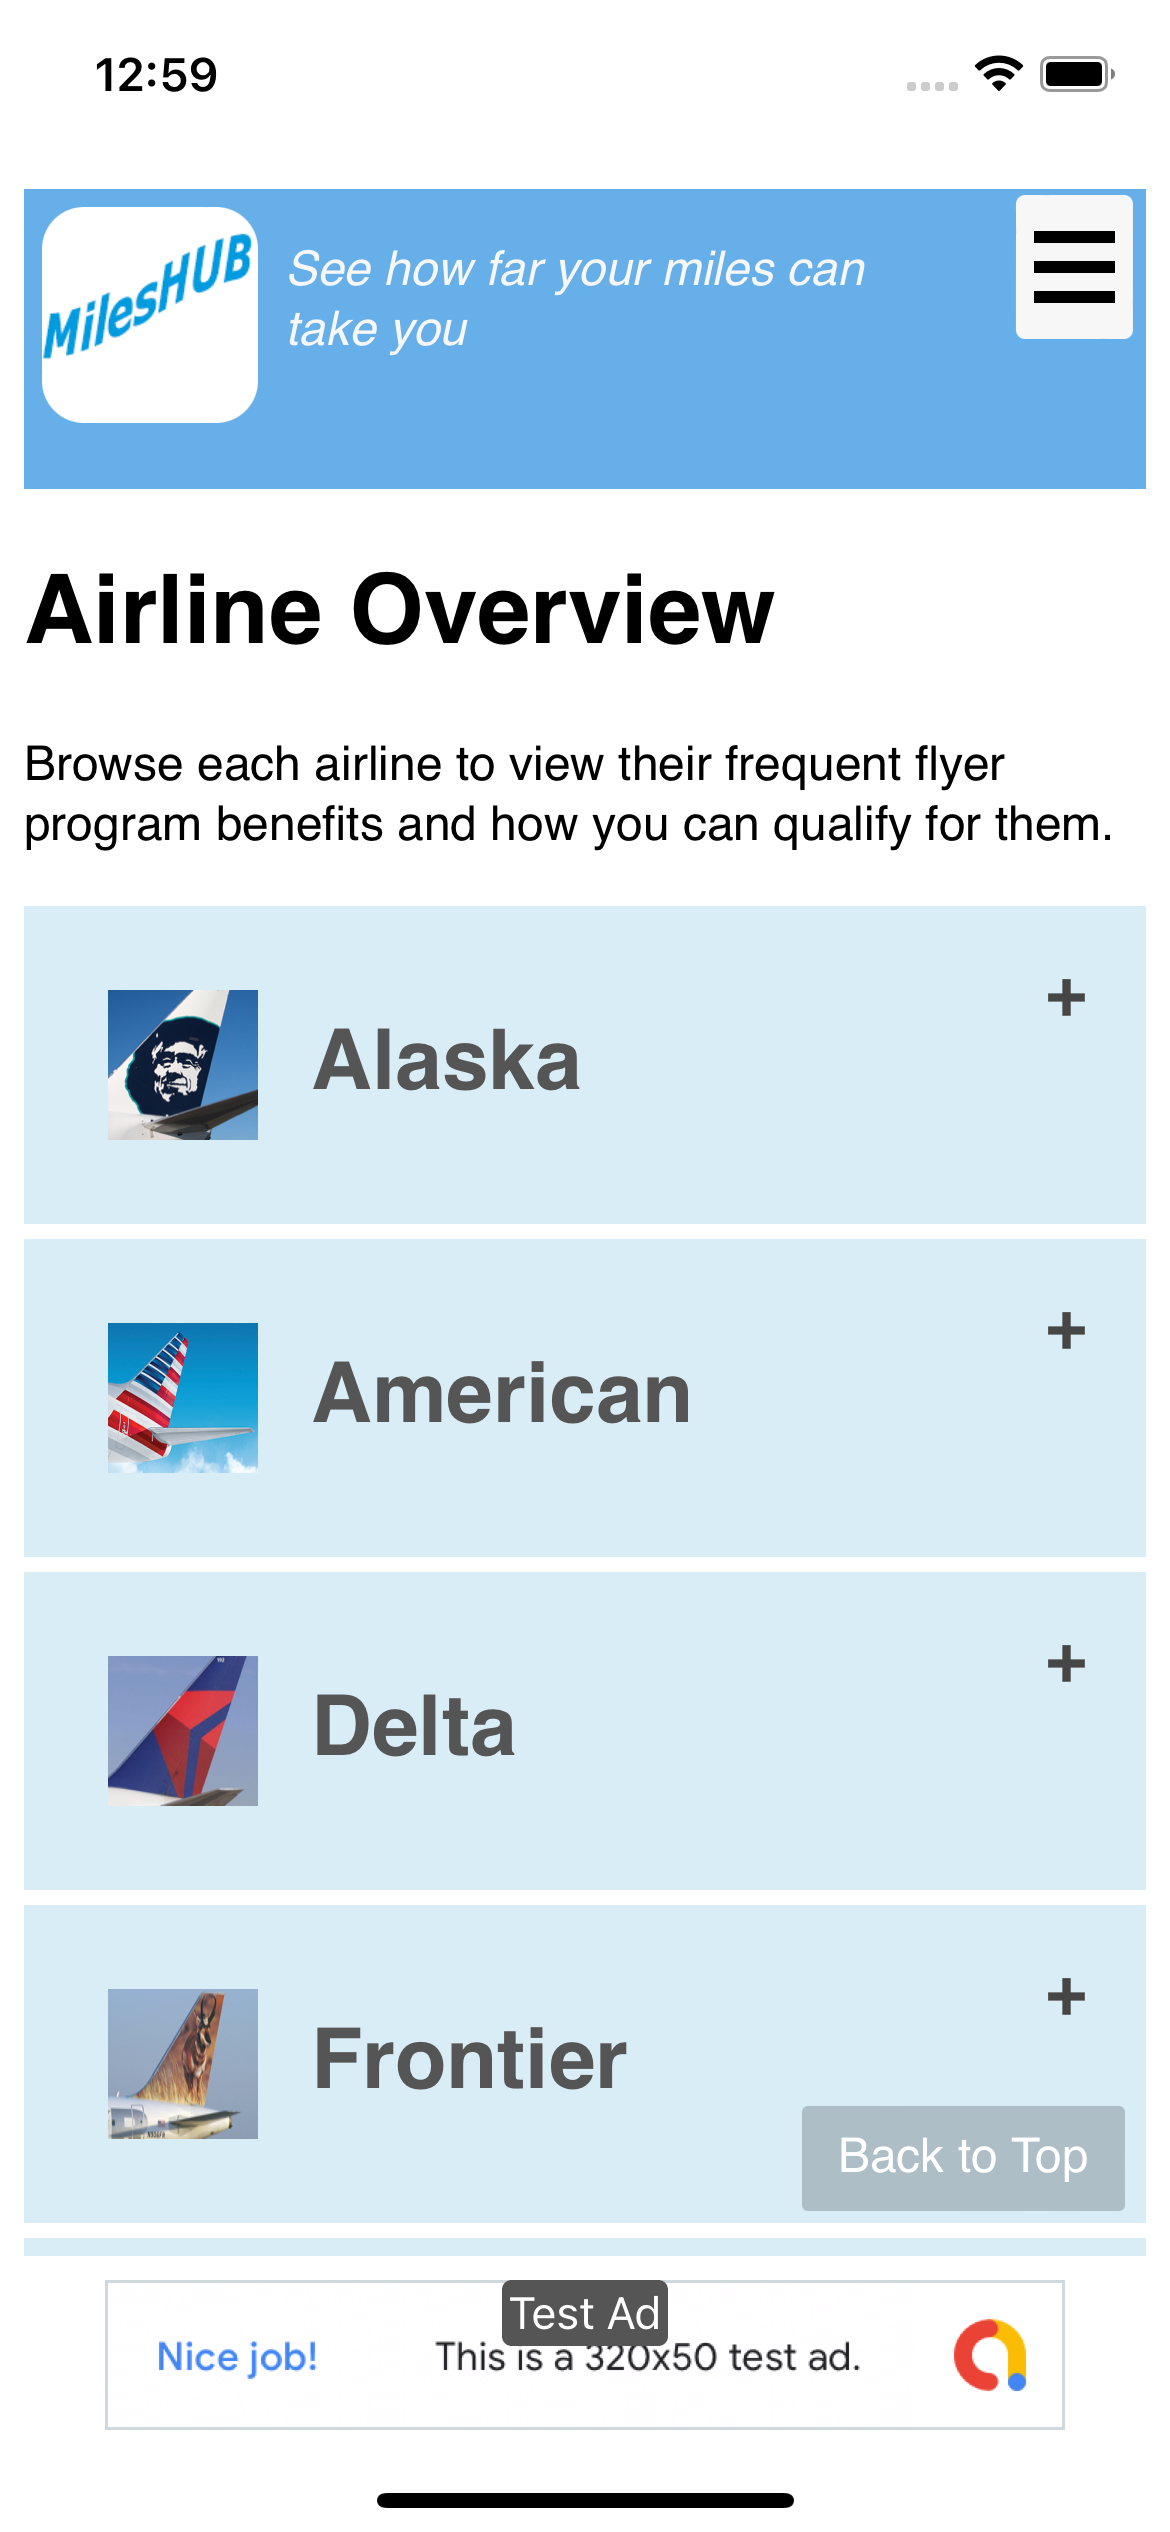 12:59
MilesHUB
See how far your miles can
take you
Airline Overview
Browse each airline to view their frequent flyer
program benefits and how you can qualify for them.
+
Alaska
+
American
+
Delta
+
Frontier
Back to Top
Test Ad
Nice job!
This is a 320x50 test ad.